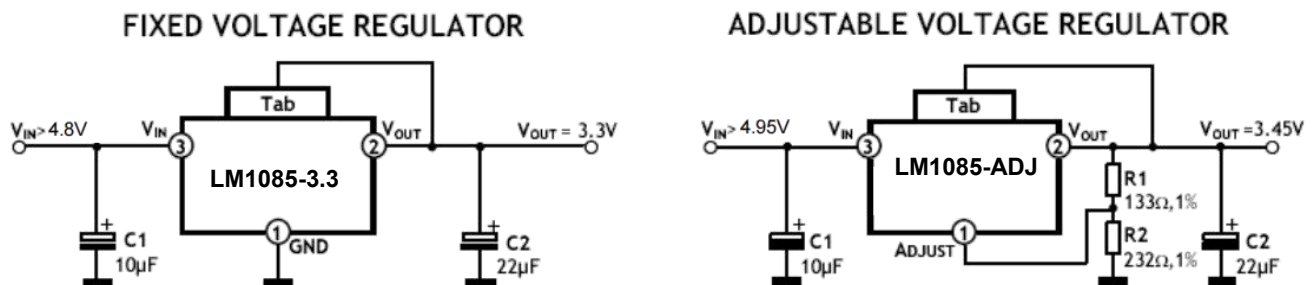 FIXED VOLTAGE REGULATOR
Tab
VIN> 4.8V
VIN
VOUT
VOUT = 3.3V
3
2
LM1085-3.3
1
GND
+
C1
10µF
+
C2
22µF
ADJUSTABLE VOLTAGE REGULATOR
Tab
VIN> 4.95V
VIN
VOUT
VOUT =3.45V
3
2
LM1085-ADJ
R1
133Ω,1%
1
ADJUST
+
C1
10µF
R2
232Ω,1%
+
C2
22µF